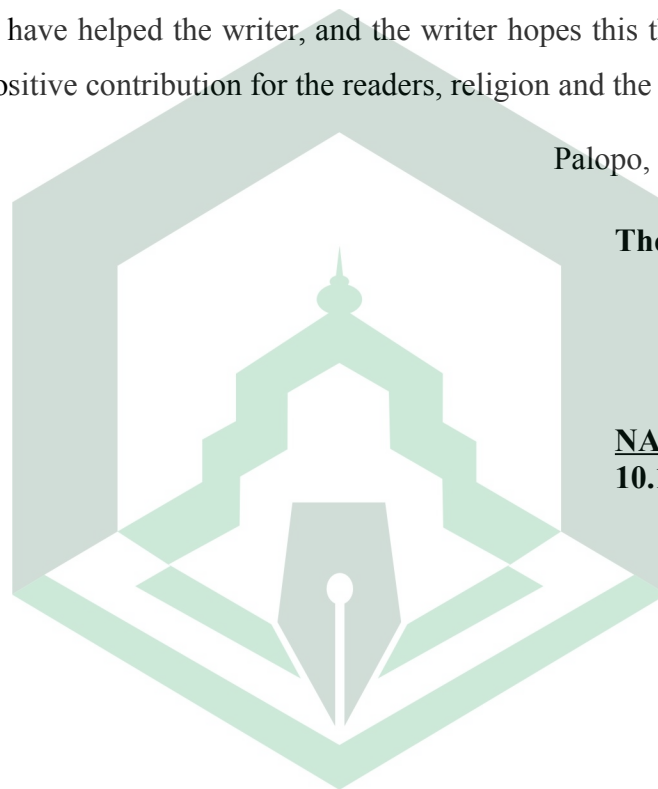 have helped the writer, and the writer hopes this t
ositive contribution for the readers, religion and the
Palopo,
The
NA
10.